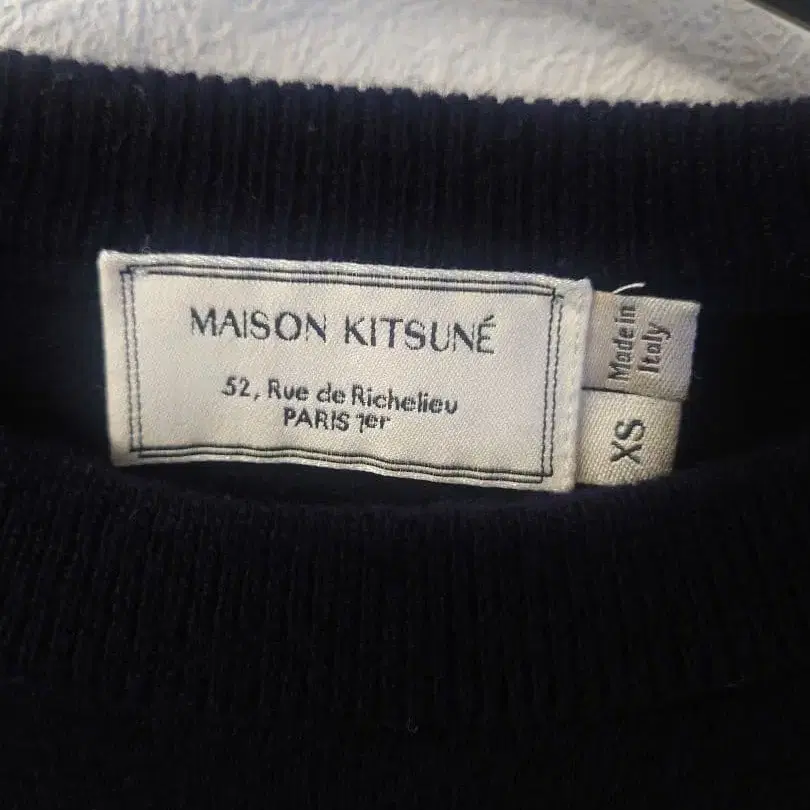 MAISON KITSUNÉ
52, Rue de Richelieu
PARIS 1er
Made in
Italy
XS